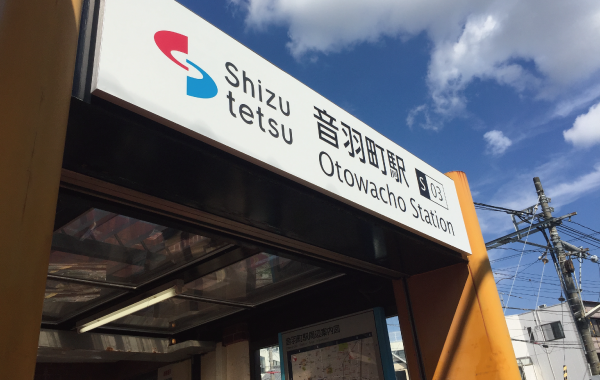 Shizu
tetsu
音羽町駅
S 03
Otowacho Station